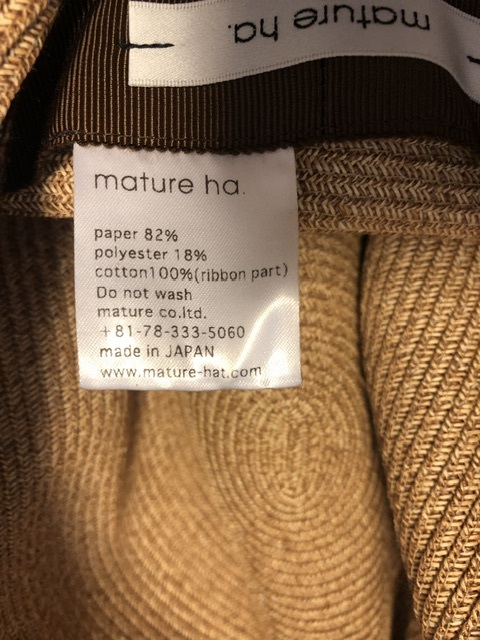 mature ha.
mature ha.
paper 82%
polyester 18%
cotton100%(ribbon part)
Do not wash
mature co.ltd.
+81-78-333-5060
made in JAPAN
www.mature-hat.com